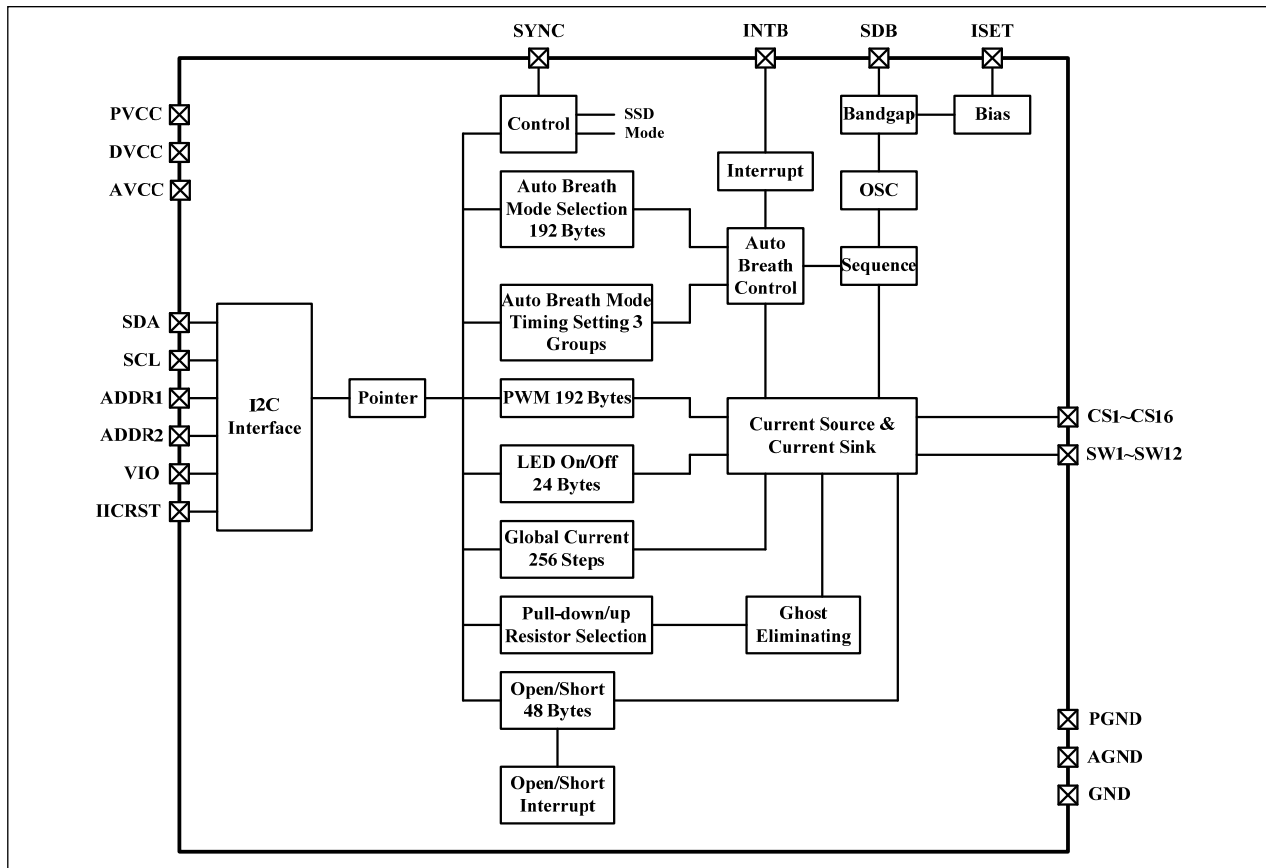 SYNC
INTB
SDB
ISET
PVCC
DVCC
AVCC
Control
SSD
Mode
Bandgap
Bias
Interrupt
OSC
Auto Breath
Mode Selection
192 Bytes
Auto
Breath
Control
Sequence
Auto Breath Mode
Timing Setting 3
Groups
SDA
SCL
ADDR1
ADDR2
VIO
IICRST
I2C
Interface
Pointer
PWM 192 Bytes
Current Source &
Current Sink
CS1~CS16
SW1~SW12
LED On/Off
24 Bytes
Global Current
256 Steps
Pull-down/up
Resistor Selection
Ghost
Eliminating
Open/Short
48 Bytes
Open/Short
Interrupt
PGND
AGND
GND